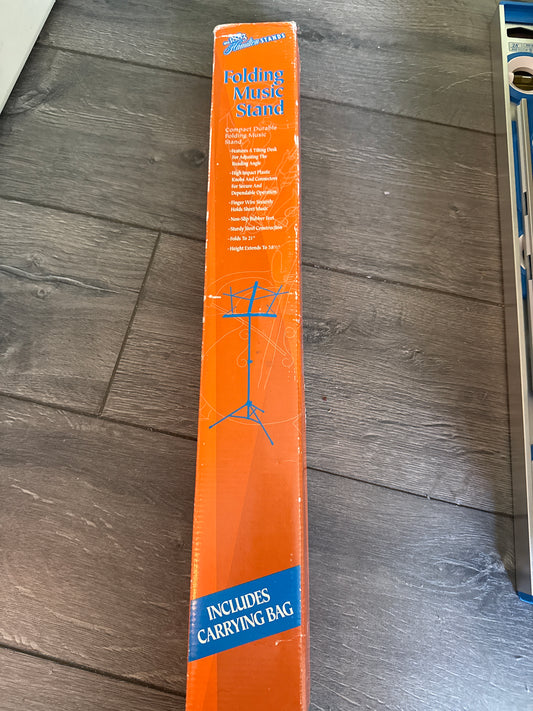 Hamilton STANDS
Folding
Music
Stand
Compact Durable
Folding Music
Stand
•Features A Tilting Desk
For Adjusting The
Reading Angle
•High Impact Plastic
Knobs And Connectors
For Secure And
Dependable Operation
•Finger Wire Securely
Holds Sheet Music
•Non-Slip Rubber Feet
•Sturdy Steel Construction
•Folds To 21"
•Height Extends To
INCLUDES
CARRYING BAG